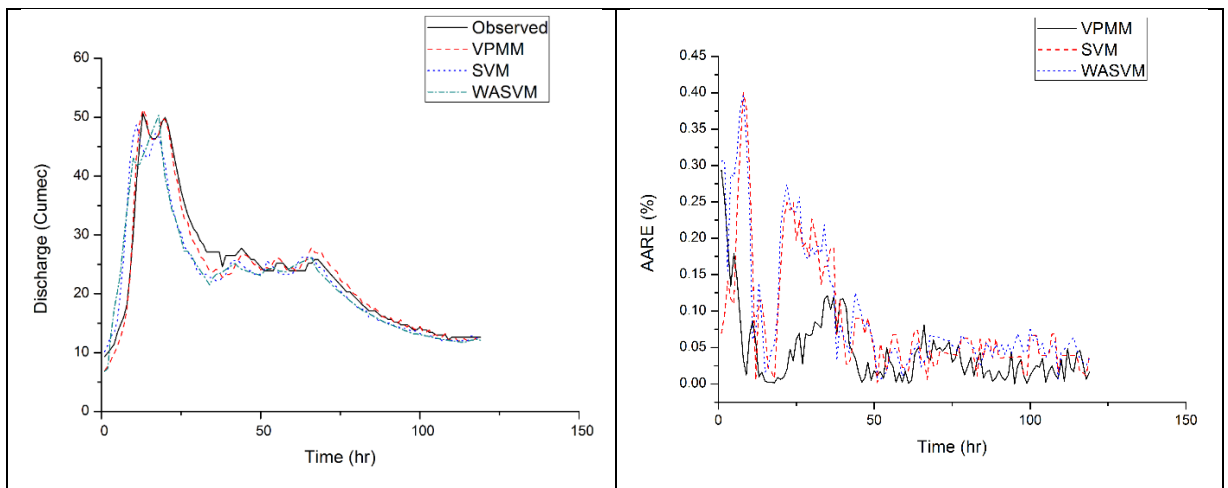 Observed
VPMM
SVM
WASVM
60
50
40
30
20
10
0
Discharge (Cumec)
0
50
100
150
Time (hr)
VPMM
SVM
WASVM
0.45
0.40
0.35
0.30
0.25
0.20
0.15
0.10
0.05
0.00
AARE (%)
0
50
100
150
Time (hr)